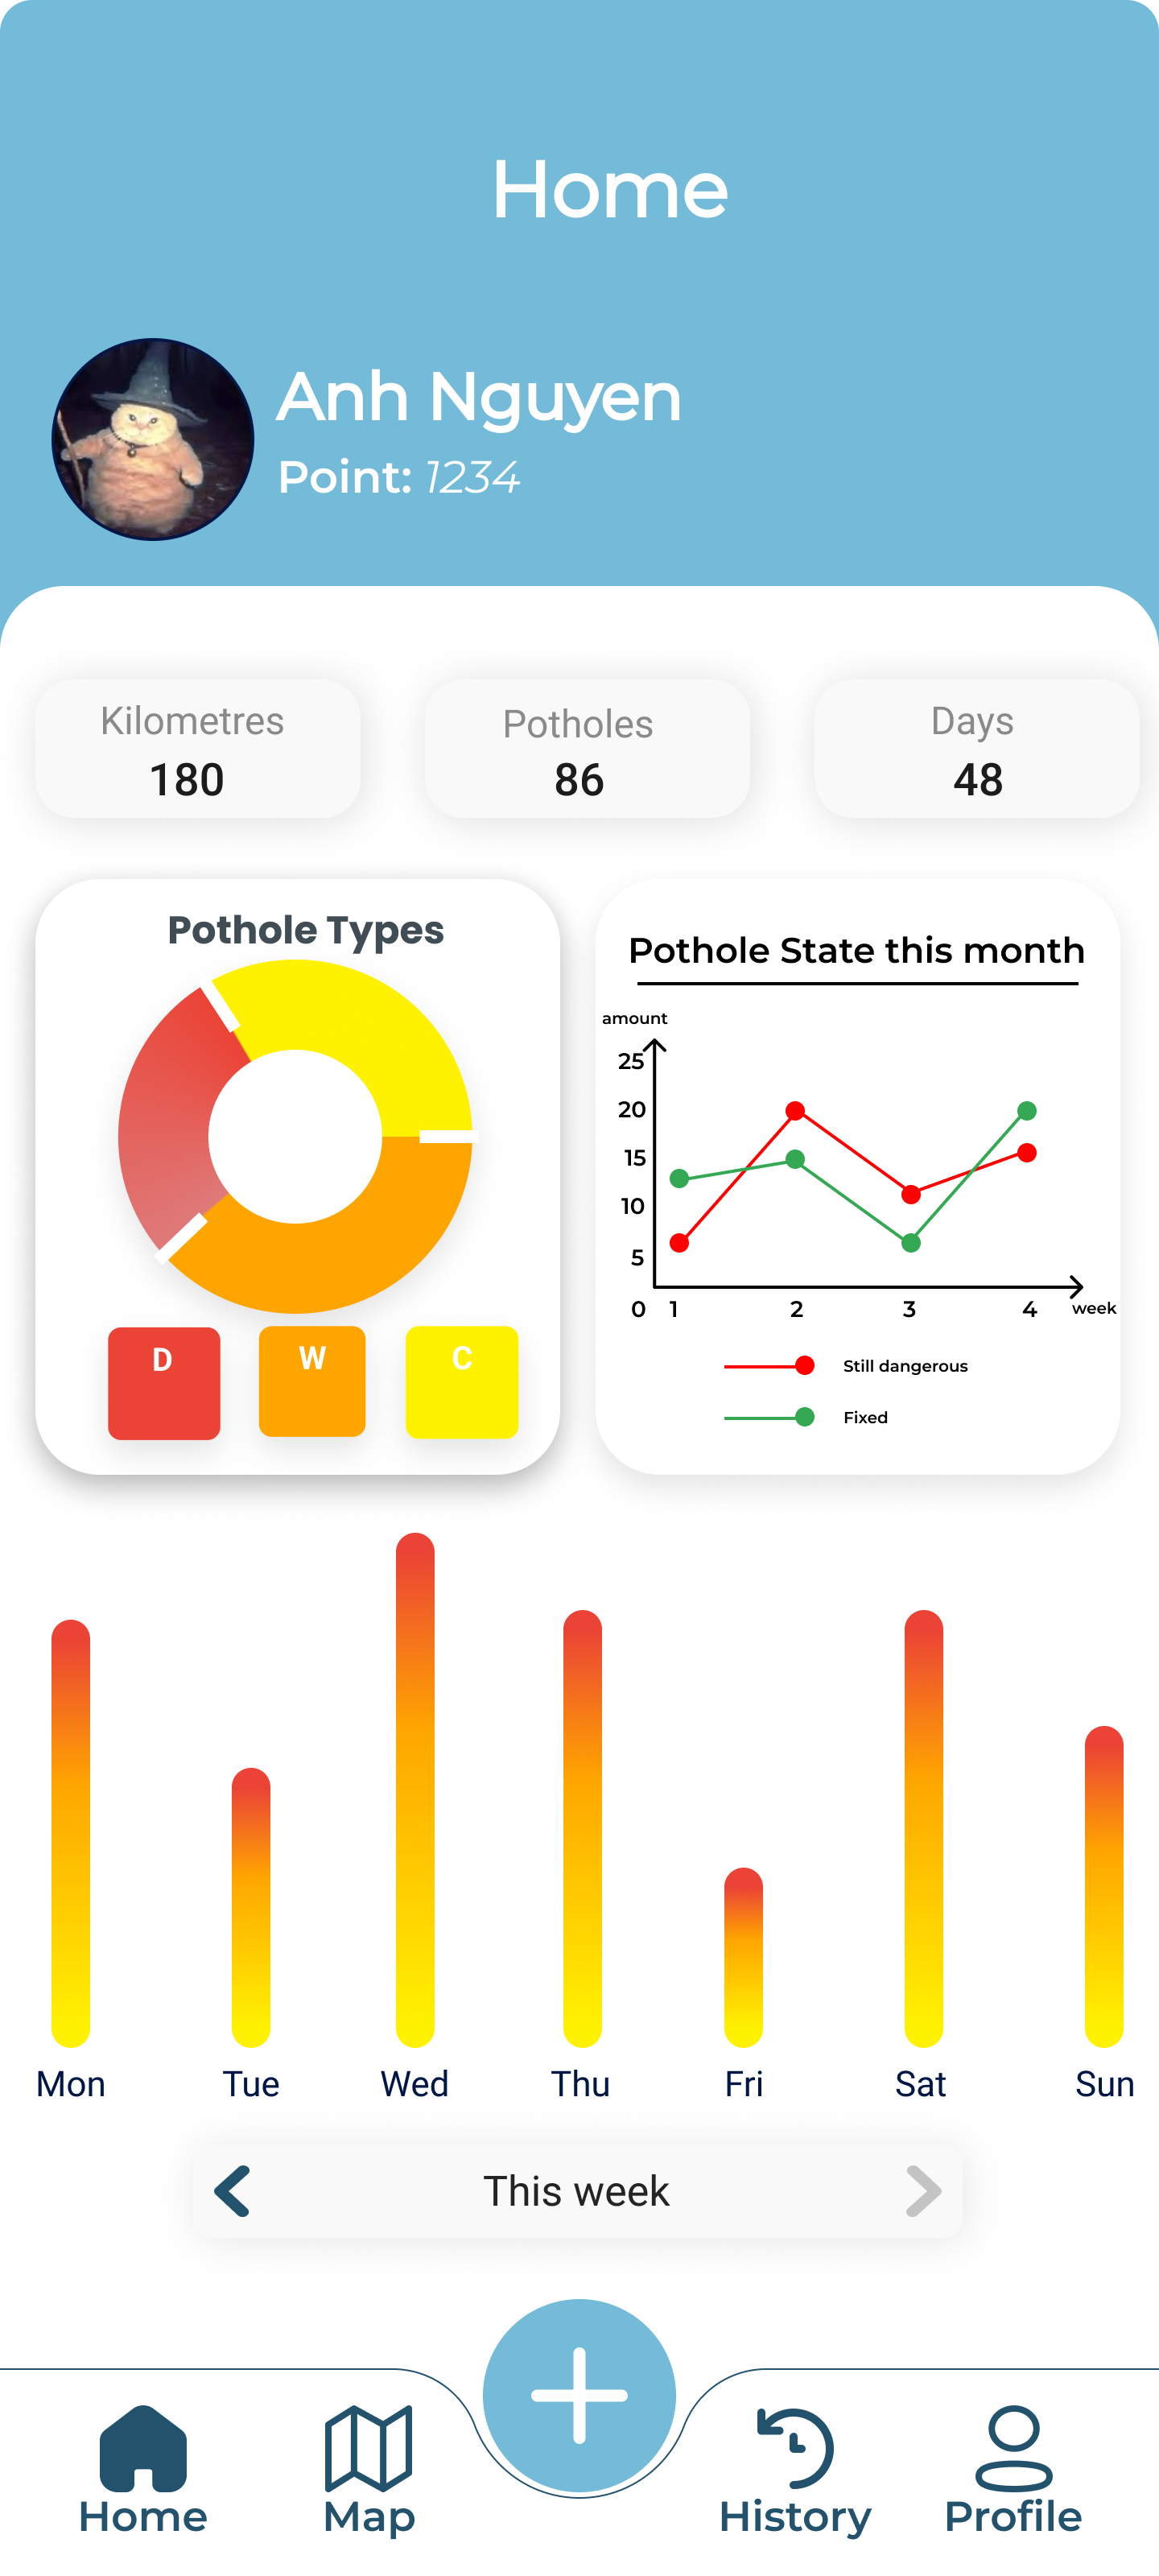 Home
Anh Nguyen
Point: 1234
Kilometres
180
Potholes
86
Days
48
Pothole Types
D
W
C
Pothole State this month
amount
25
20
15
10
5
0 1 2 3 4 week
Still dangerous
Fixed
Mon Tue Wed Thu Fri Sat Sun
This week
Home Map History Profile